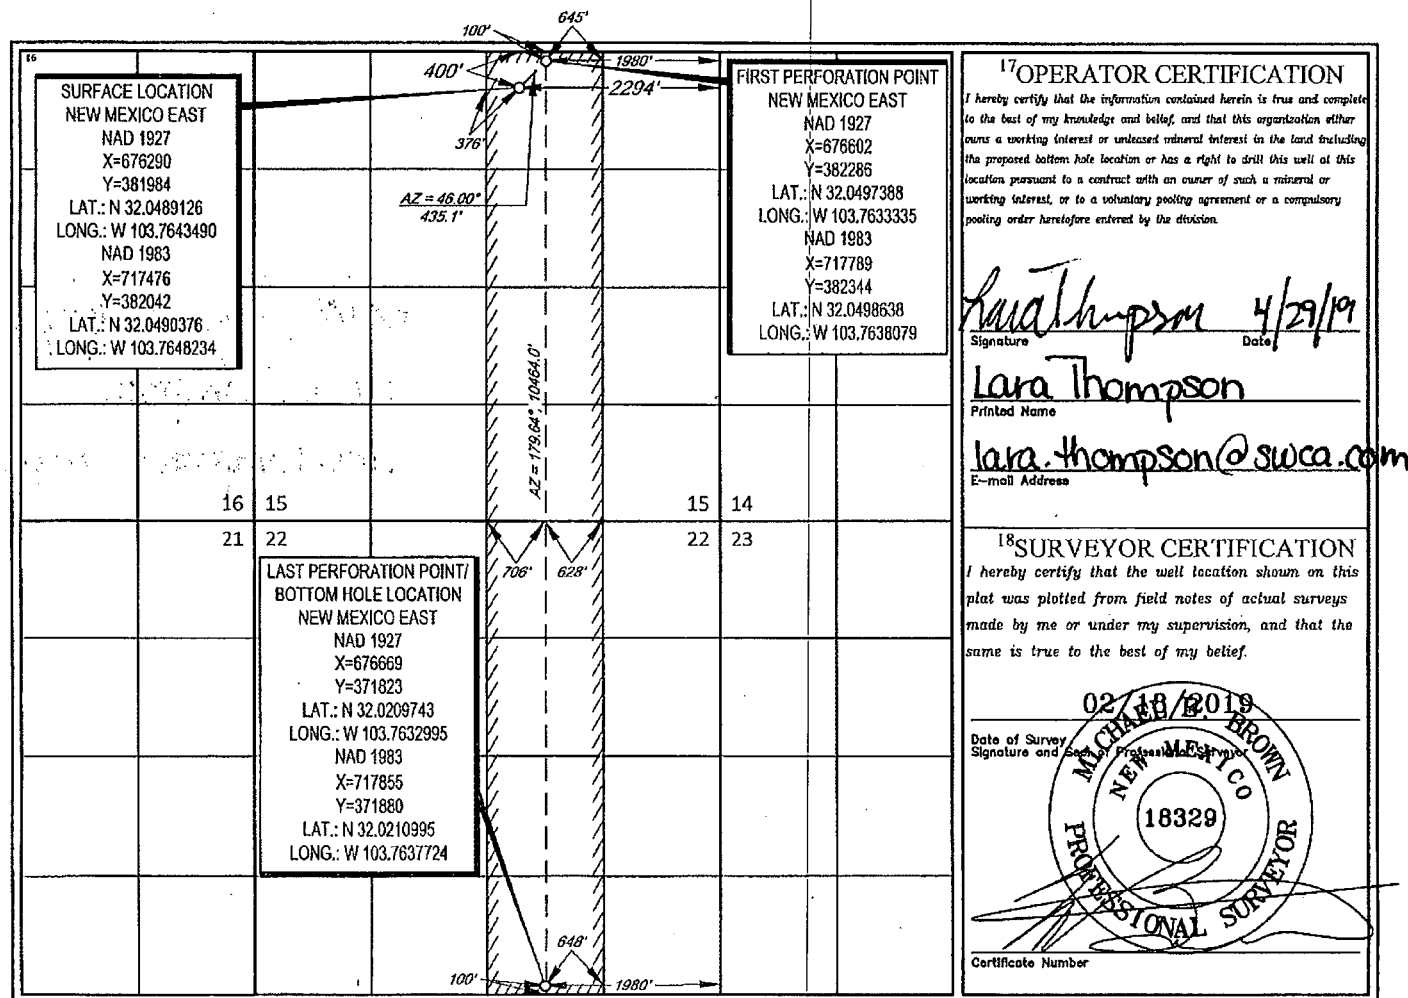 645'
100'
16
400'
1980'
2294'
376'
AZ = 46.00°
435.1'
SURFACE LOCATION
NEW MEXICO EAST
NAD 1927
X=676290
Y=381984
LAT.: N 32.0489126
LONG.: W 103.7643490
NAD 1983
X=717476
Y=382042
LAT.: N 32.0490376
LONG.: W 103.7648234
FIRST PERFORATION POINT
NEW MEXICO EAST
NAD 1927
X=676602
Y=382286
LAT.: N 32.0497388
LONG.: W 103.7633335
NAD 1983
X=717789
Y=382344
LAT.: N 32.0498638
LONG.: W 103.7638079
AZ = 179.64°, 10464.0'
16 15
15 14
21 22
22 23
706'
628'
LAST PERFORATION POINT/
BOTTOM HOLE LOCATION
NEW MEXICO EAST
NAD 1927
X=676669
Y=371823
LAT.: N 32.0209743
LONG.: W 103.7632995
NAD 1983
X=717855
Y=371880
LAT.: N 32.0210995
LONG.: W 103.7637724
648'
100'
1980'
17 OPERATOR CERTIFICATION
I hereby certify that the information contained herein is true and complete
to the best of my knowledge and belief, and that this organization either
owns a working interest or unleased mineral interest in the land including
the proposed bottom hole location or has a right to drill this well at this
location pursuant to a contract with an owner of such a mineral or
working interest, or to a voluntary pooling agreement or a compulsory
pooling order heretofore entered by the division.
Lara Thompson 4/29/19
Signature Date
Lara Thompson
Printed Name
lara.thompson@swca.com
E-mail Address
18 SURVEYOR CERTIFICATION
I hereby certify that the well location shown on this
plat was plotted from field notes of actual surveys
made by me or under my supervision, and that the
same is true to the best of my belief.
02/18/2019
Date of Survey
Signature and Seal of Professional Surveyor
MICHAEL B. BROWN
NEW MEXICO
18329
PROFESSIONAL SURVEYOR
Certificate Number